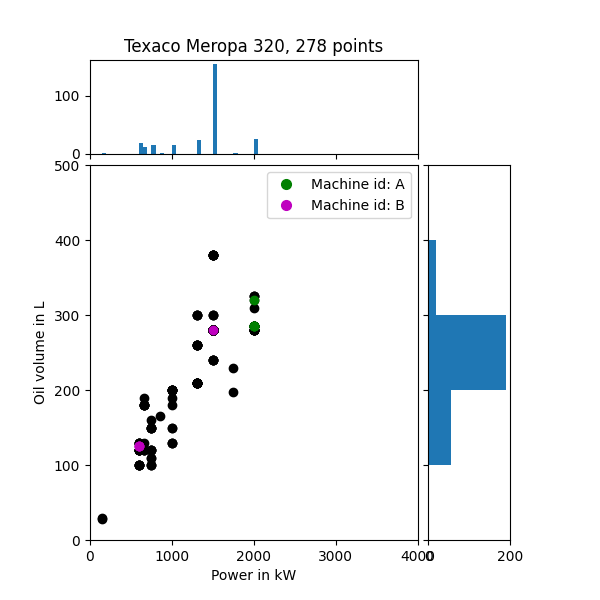 Texaco Meropa 320, 278 points
100
0
500
400
300
200
100
0
Oil volume in L
Machine id: A
Machine id: B
0 1000 2000 3000 4000
Power in kW
0 200